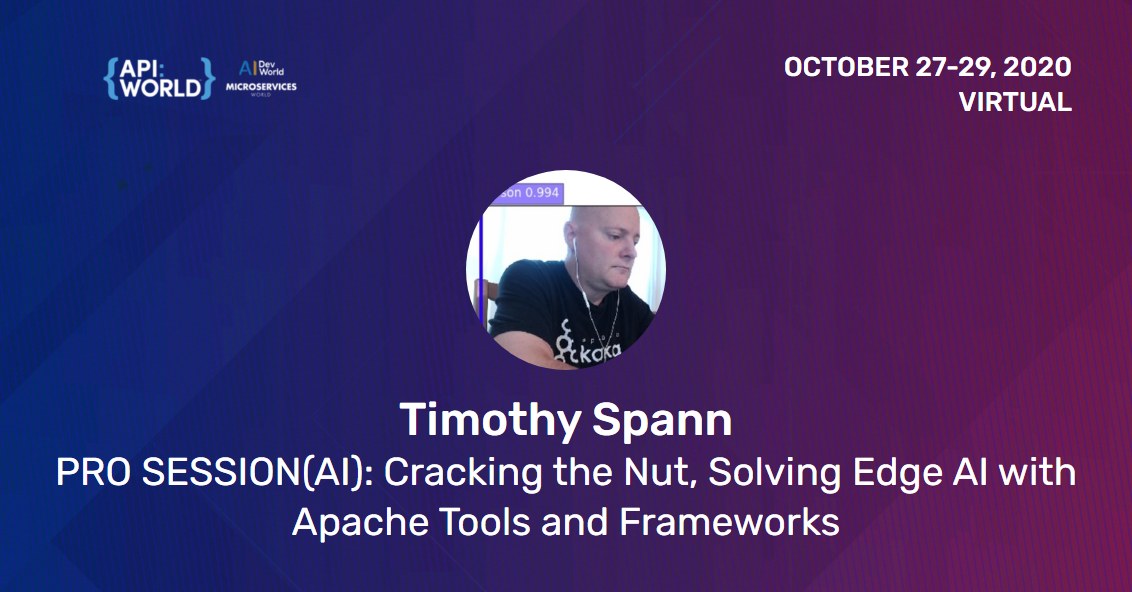 {API:
WORLD}
AI Dev
World
MICROSERVICES
WORLD
OCTOBER 27-29, 2020
VIRTUAL
son 0.994
Timothy Spann
PRO SESSION(AI): Cracking the Nut, Solving Edge AI with
Apache Tools and Frameworks